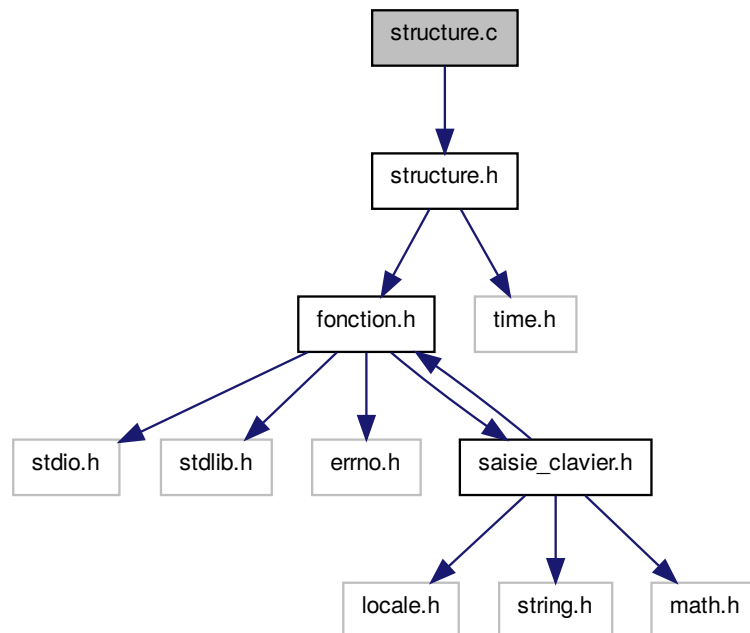 structure.c
structure.h
fonction.h
time.h
stdio.h
stdlib.h
errno.h
saisie_clavier.h
locale.h
string.h
math.h